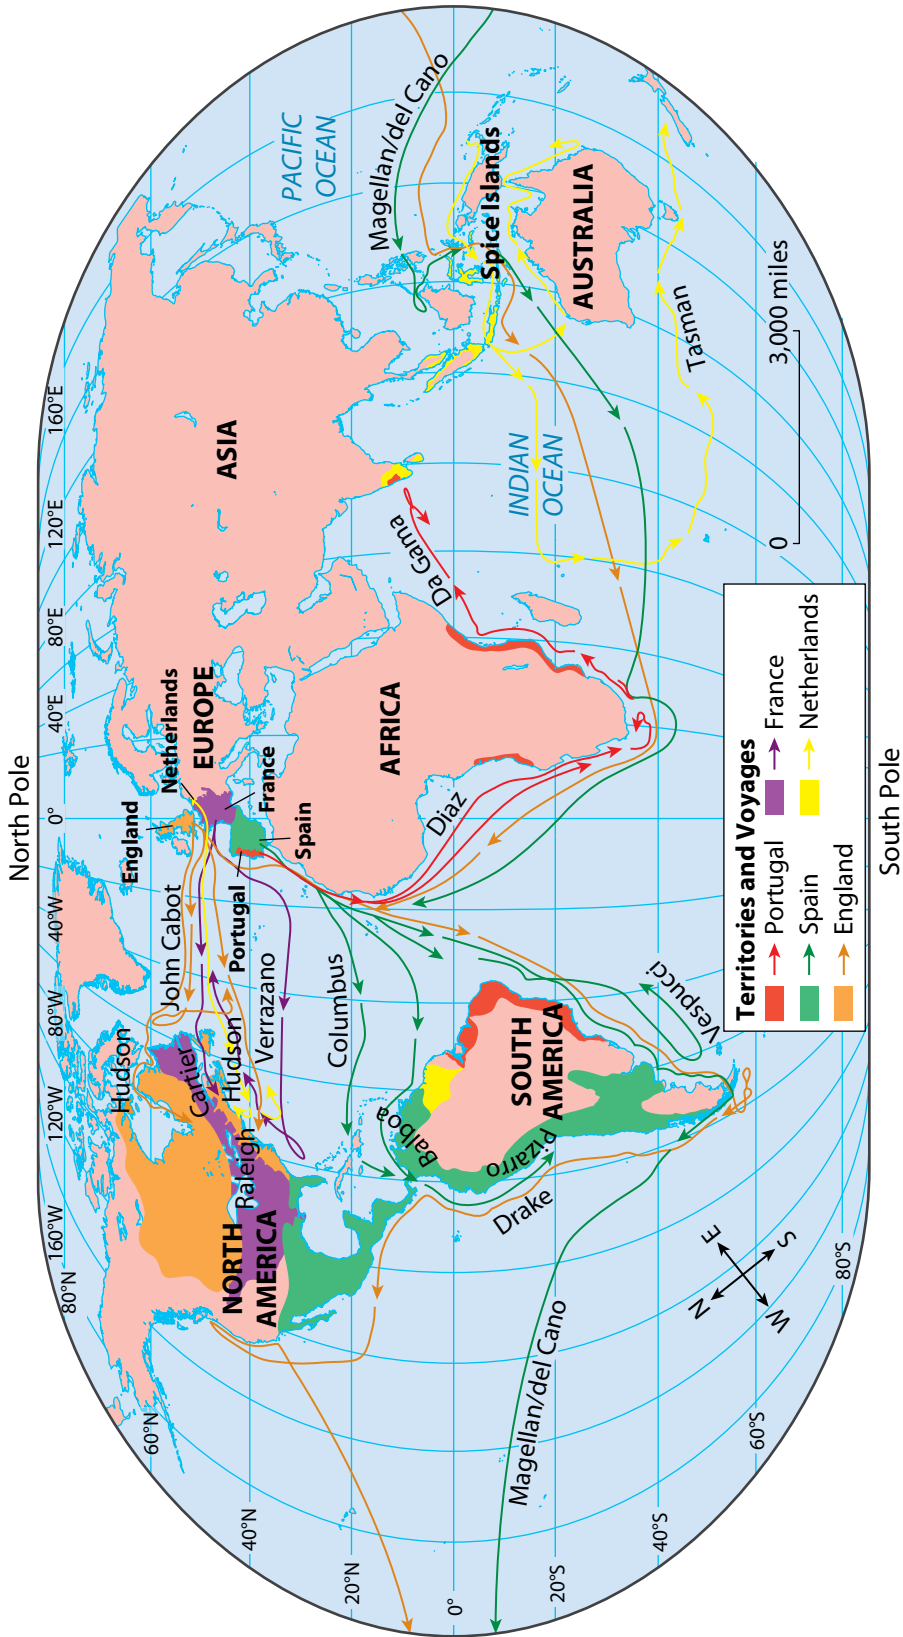 North Pole
160°W
120°W
80°W
40°W
0°
40°E
80°E
120°E
160°E
80°N
60°N
40°N
20°N
0°
20°S
40°S
60°S
80°S
South Pole
NORTH
AMERICA
SOUTH
AMERICA
EUROPE
AFRICA
ASIA
AUSTRALIA
PACIFIC
OCEAN
INDIAN
OCEAN
Spice Islands
England
Netherlands
France
Spain
Portugal
Hudson
John Cabot
Cartier
Hudson
Raleigh
Verrazano
Columbus
Balboa
Pizarro
Drake
Vespucci
Diaz
Da Gama
Tasman
Magellan/del Cano
Magellan/del Cano
N
E
S
W
Territories and Voyages
Portugal
France
Spain
Netherlands
England
0
3,000 miles